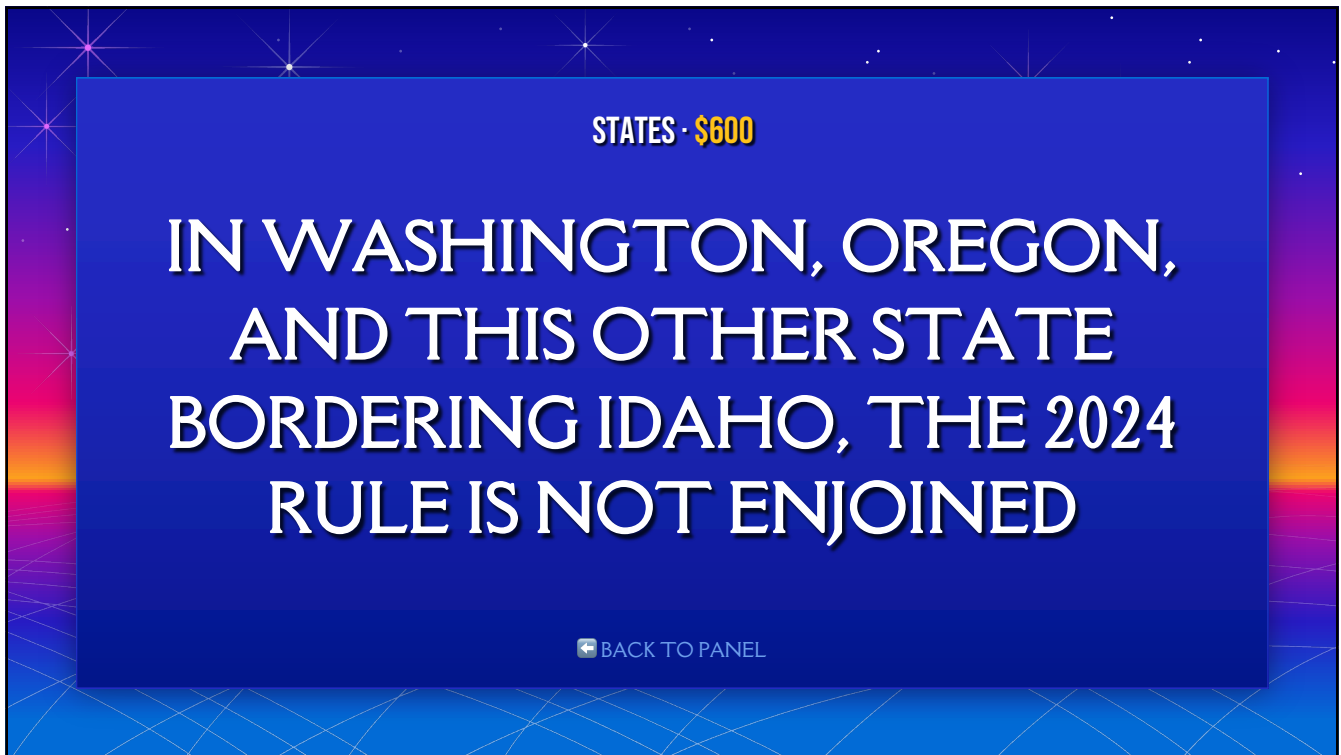 STATES · $600
IN WASHINGTON, OREGON,
AND THIS OTHER STATE
BORDERING IDAHO, THE 2024
RULE IS NOT ENJOINED
BACK TO PANEL